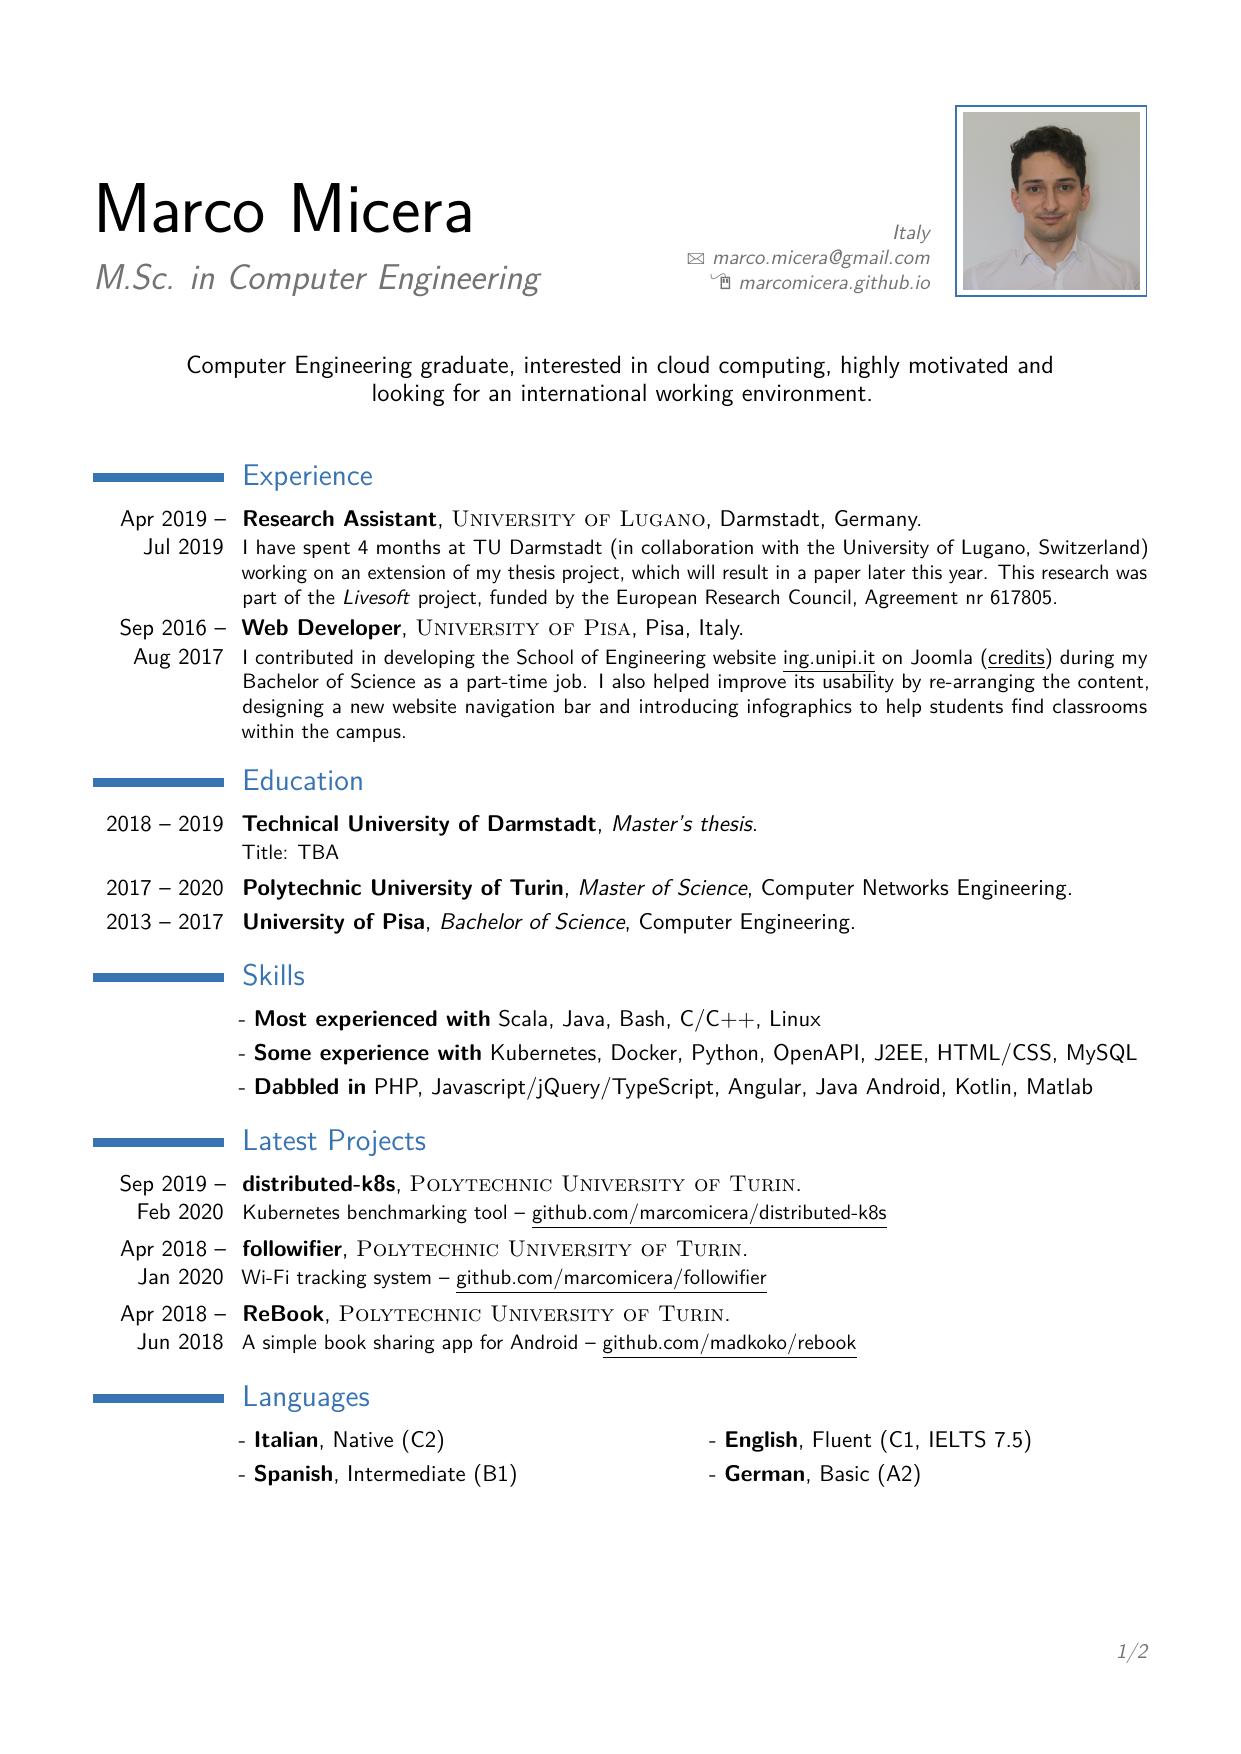 Marco Micera
M.Sc. in Computer Engineering
Italy
marco.micera@gmail.com
marcomicera.github.io
Computer Engineering graduate, interested in cloud computing, highly motivated and
looking for an international working environment.
Experience
Apr 2019 – Research Assistant, University of Lugano, Darmstadt, Germany.
Jul 2019 I have spent 4 months at TU Darmstadt (in collaboration with the University of Lugano, Switzerland)
working on an extension of my thesis project, which will result in a paper later this year. This research was
part of the Livesoft project, funded by the European Research Council, Agreement nr 617805.
Sep 2016 – Web Developer, University of Pisa, Pisa, Italy.
Aug 2017 I contributed in developing the School of Engineering website ing.unipi.it on Joomla (credits) during my
Bachelor of Science as a part-time job. I also helped improve its usability by re-arranging the content,
designing a new website navigation bar and introducing infographics to help students find classrooms
within the campus.
Education
2018 – 2019 Technical University of Darmstadt, Master's thesis.
Title: TBA
2017 – 2020 Polytechnic University of Turin, Master of Science, Computer Networks Engineering.
2013 – 2017 University of Pisa, Bachelor of Science, Computer Engineering.
Skills
- Most experienced with Scala, Java, Bash, C/C++, Linux
- Some experience with Kubernetes, Docker, Python, OpenAPI, J2EE, HTML/CSS, MySQL
- Dabbled in PHP, Javascript/jQuery/TypeScript, Angular, Java Android, Kotlin, Matlab
Latest Projects
Sep 2019 – distributed-k8s, Polytechnic University of Turin.
Feb 2020 Kubernetes benchmarking tool – github.com/marcomicera/distributed-k8s
Apr 2018 – followifier, Polytechnic University of Turin.
Jan 2020 Wi-Fi tracking system – github.com/marcomicera/followifier
Apr 2018 – ReBook, Polytechnic University of Turin.
Jun 2018 A simple book sharing app for Android – github.com/madkoko/rebook
Languages
- Italian, Native (C2) - English, Fluent (C1, IELTS 7.5)
- Spanish, Intermediate (B1) - German, Basic (A2)
1/2